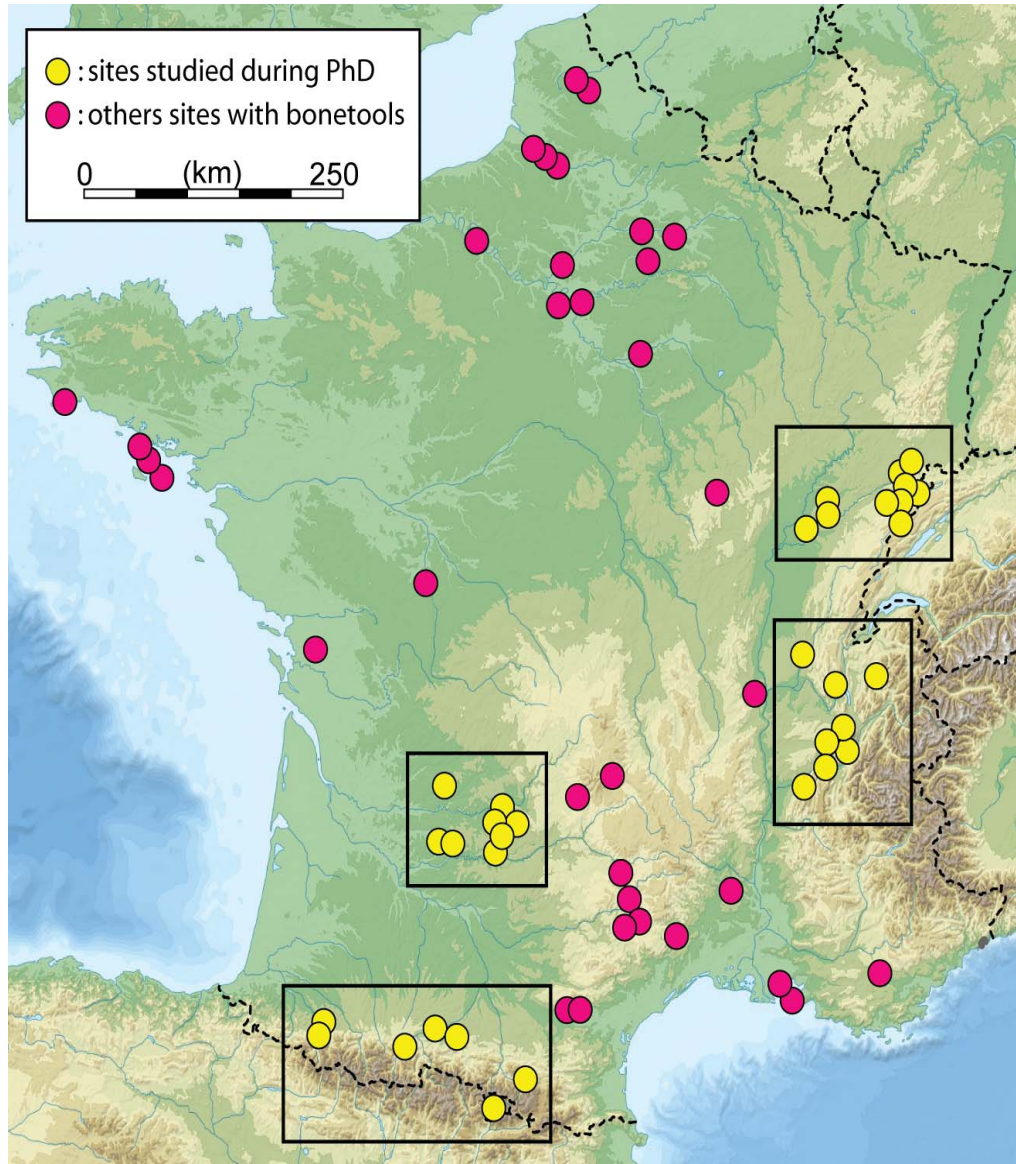 : sites studied during PhD
: others sites with bonetools
0 (km) 250